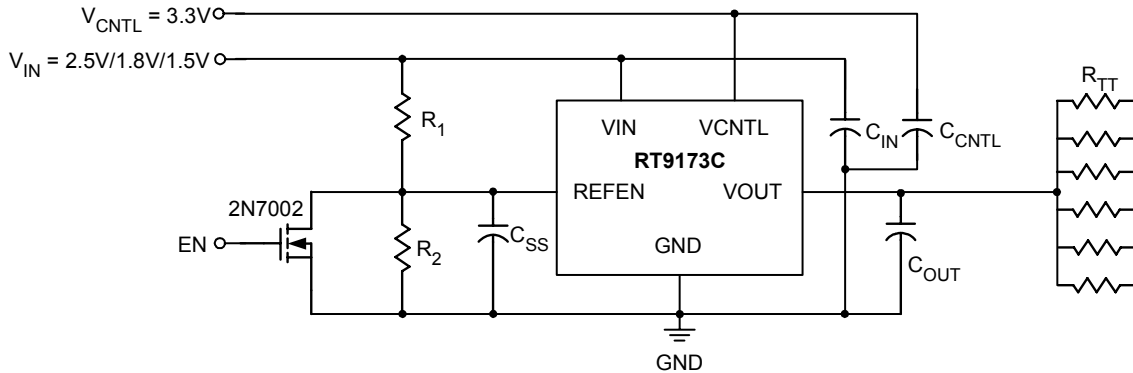 V_CNTL = 3.3V
V_IN = 2.5V/1.8V/1.5V
R_TT
R_1
VIN VCNTL
C_IN
C_CNTL
RT9173C
REFEN VOUT
2N7002
EN
R_2
C_SS
GND
C_OUT
GND